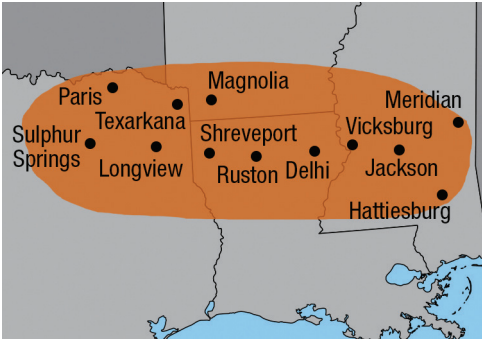 Paris
Magnolia
Texarkana
Meridian
Sulphur
Springs
Longview
Shreveport
Ruston
Delhi
Vicksburg
Jackson
Hattiesburg